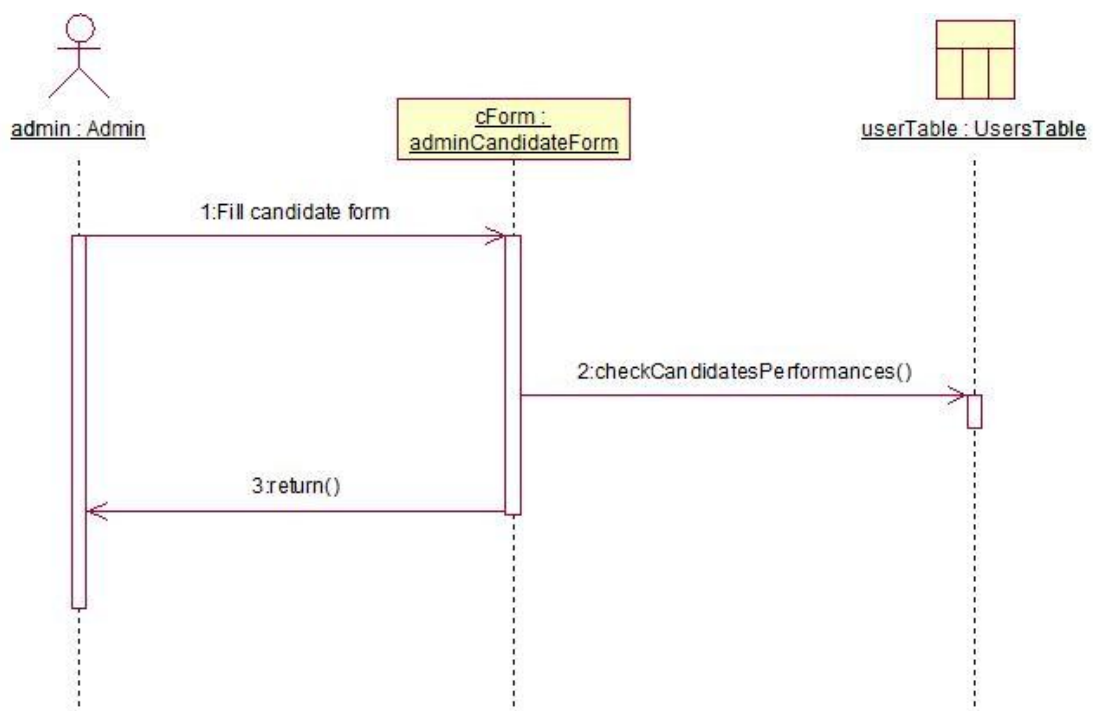 admin : Admin
cForm :
adminCandidateForm
userTable : UsersTable
1:Fill candidate form
2:checkCandidatesPerformances()
3:return()